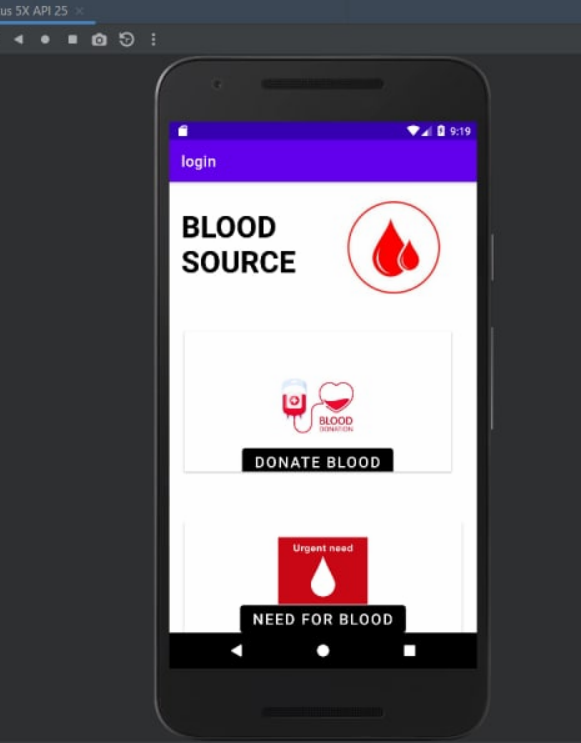 us 5X API 25
9:19
login
BLOOD
SOURCE
BLOOD
DONATION
DONATE BLOOD
Urgent need
NEED FOR BLOOD